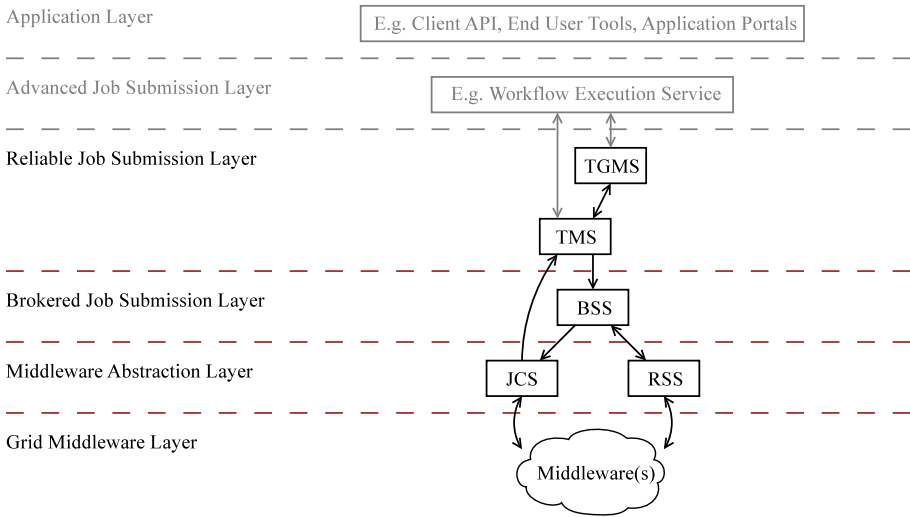 Application Layer
E.g. Client API, End User Tools, Application Portals
Advanced Job Submission Layer
E.g. Workflow Execution Service
Reliable Job Submission Layer
TGMS
TMS
Brokered Job Submission Layer
BSS
Middleware Abstraction Layer
JCS
RSS
Grid Middleware Layer
Middleware(s)